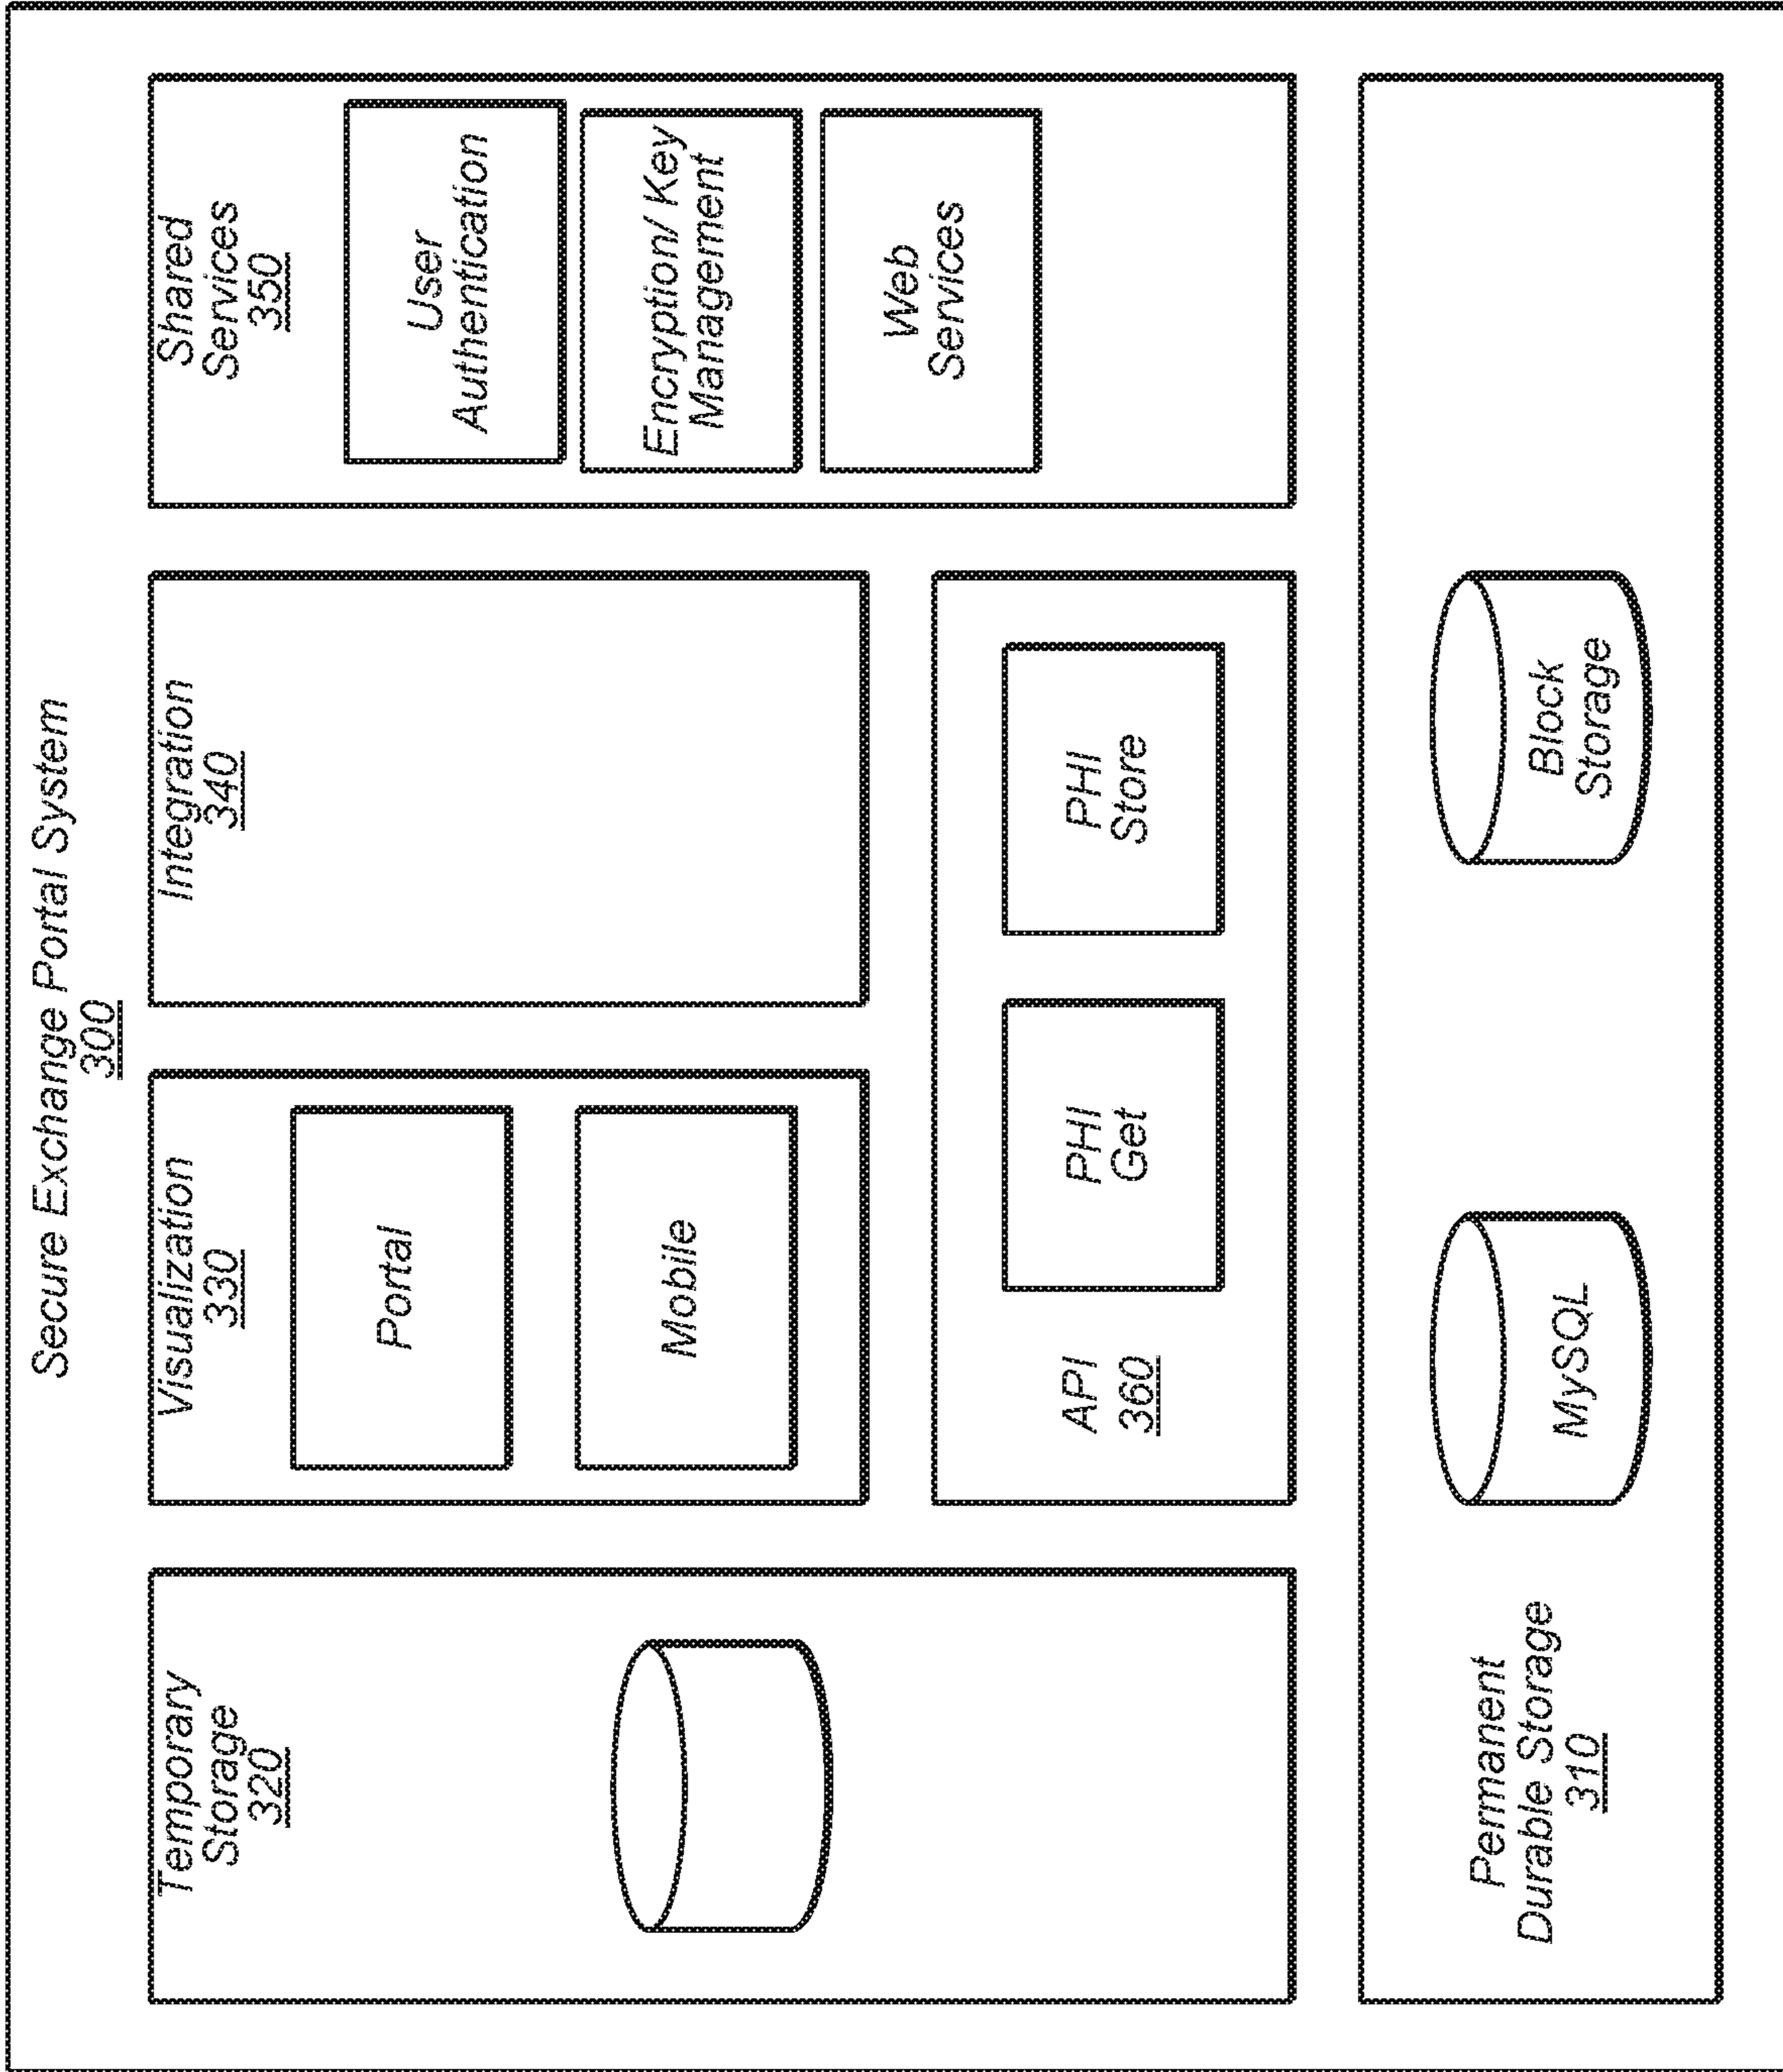 Secure Exchange Portal System
300
Temporary
Storage
320
Visualization
330
Portal
Mobile
Integration
340
Shared
Services
350
User
Authentication
Encryption/ Key
Management
Web
Services
API
360
PHI
Get
PHI
Store
Permanent
Durable Storage
310
MySQL
Block
Storage